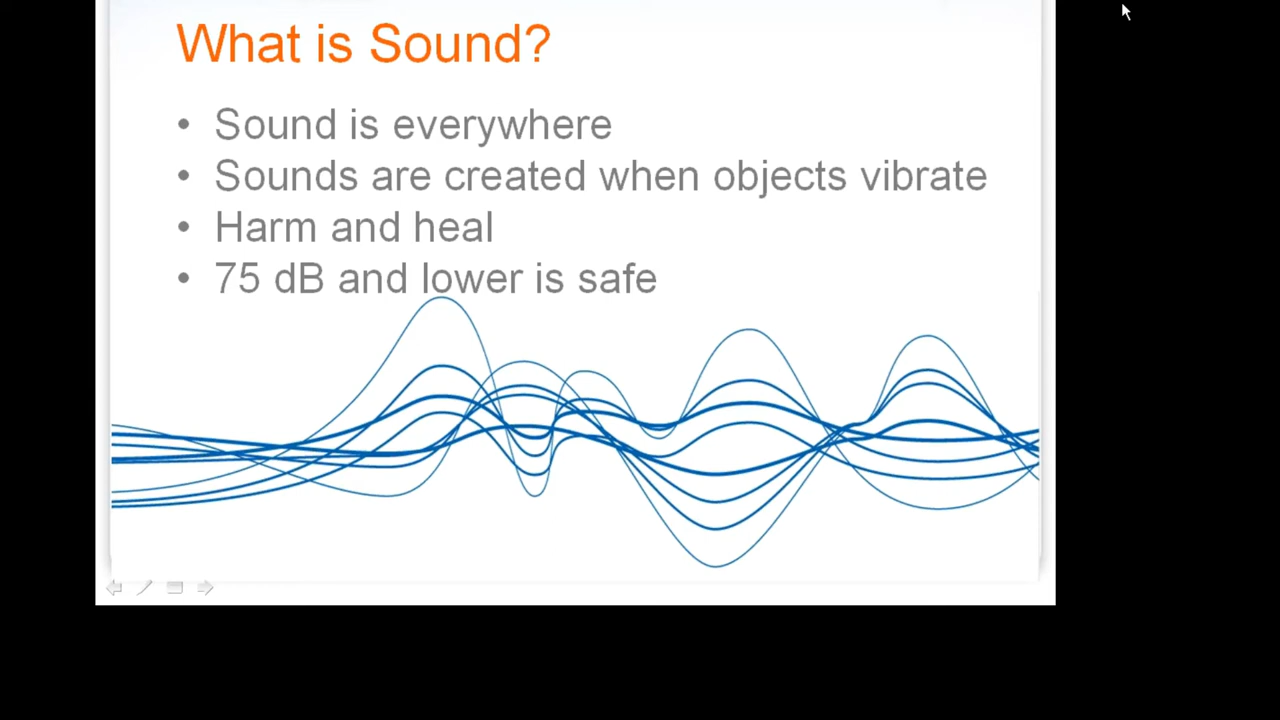 What is Sound?
• Sound is everywhere
• Sounds are created when objects vibrate
• Harm and heal
• 75 dB and lower is safe